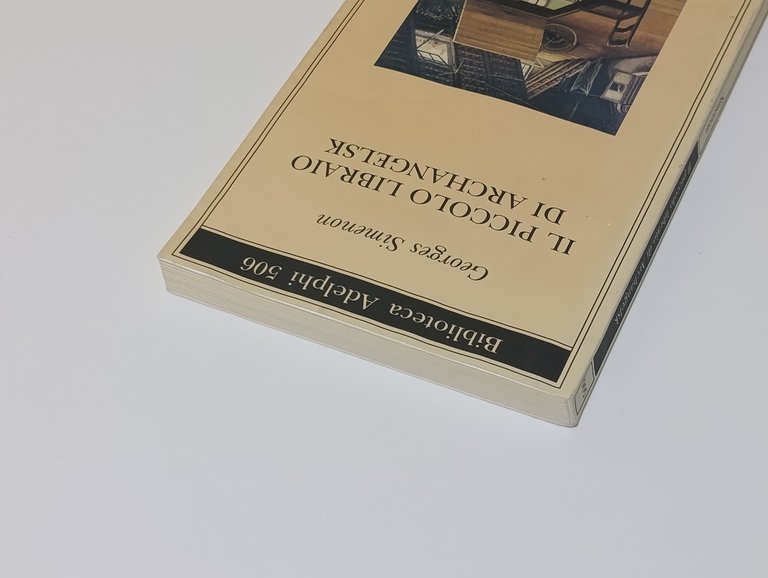 Biblioteca Adelphi 506
Georges Simenon
IL PICCOLO LIBRAIO
DI ARCHANGELSK